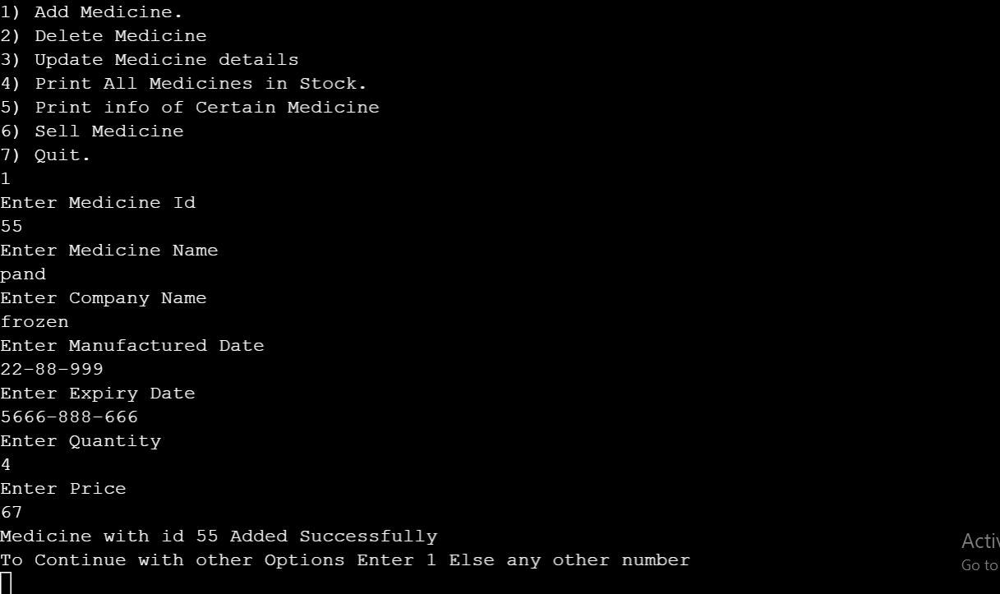 1) Add Medicine.
2) Delete Medicine
3) Update Medicine details
4) Print All Medicines in Stock.
5) Print info of Certain Medicine
6) Sell Medicine
7) Quit.
1
Enter Medicine Id
55
Enter Medicine Name
pand
Enter Company Name
frozen
Enter Manufactured Date
22-88-999
Enter Expiry Date
5666-888-666
Enter Quantity
4
Enter Price
67
Medicine with id 55 Added Successfully
To Continue with other Options Enter 1 Else any other number
Activ
Go to